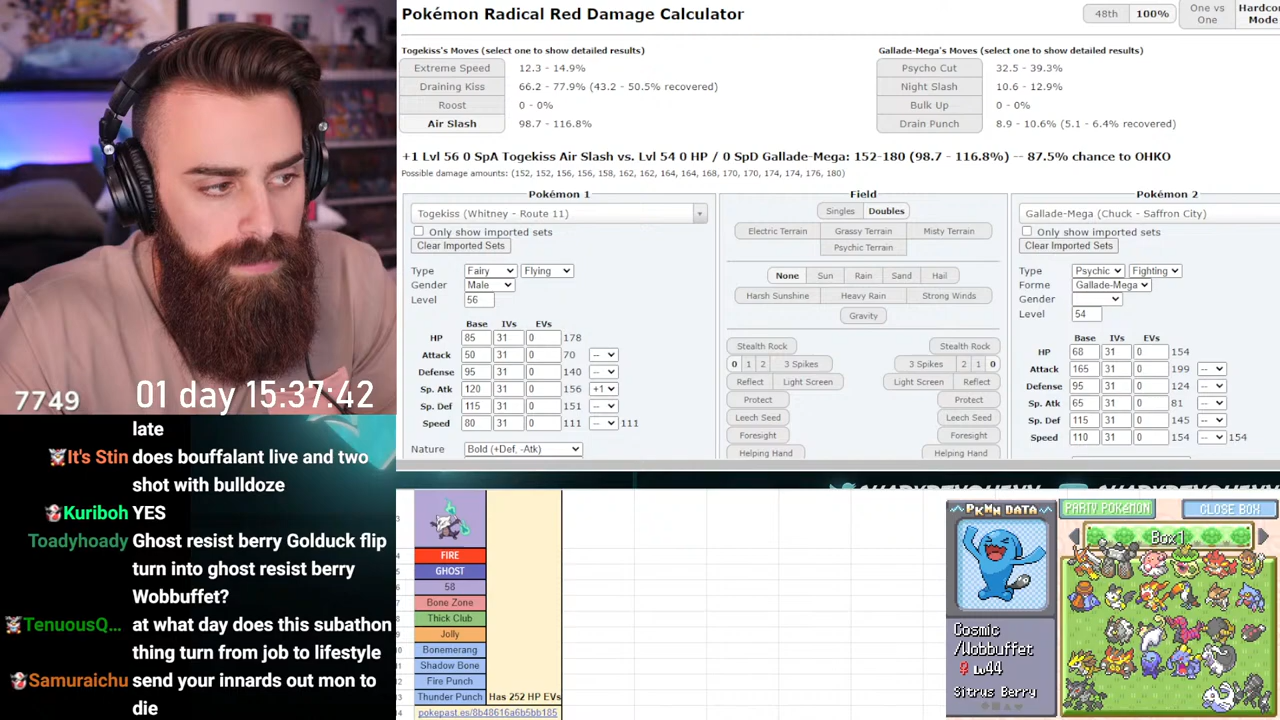 Pokémon Radical Red Damage Calculator
48th 100% One vs One Hardcore Mode
Togekiss's Moves (select one to show detailed results)
Extreme Speed 12.3 - 14.9%
Draining Kiss 66.2 - 77.9% (43.2 - 50.5% recovered)
Roost 0 - 0%
Air Slash 98.7 - 116.8%
Gallade-Mega's Moves (select one to show detailed results)
Psycho Cut 32.5 - 39.3%
Night Slash 10.6 - 12.9%
Bulk Up 0 - 0%
Drain Punch 8.9 - 10.6% (5.1 - 6.4% recovered)
+1 Lvl 56 0 SpA Togekiss Air Slash vs. Lvl 54 0 HP / 0 SpD Gallade-Mega: 152-180 (98.7 - 116.8%) -- 87.5% chance to OHKO
Possible damage amounts: (152, 152, 156, 156, 158, 162, 162, 164, 164, 168, 170, 170, 174, 174, 176, 180)
Pokémon 1
Togekiss (Whitney - Route 11)
Only show imported sets
Clear Imported Sets
Type Fairy Flying
Gender Male
Level 56
Base IVs EVs
HP 85 31 0 178
Attack 50 31 0 70 --
Defense 95 31 0 140 --
Sp. Atk 120 31 0 156 +1
Sp. Def 115 31 0 151 --
Speed 80 31 0 111 -- 111
Nature Bold (+Def, -Atk)
Field
Singles Doubles
Electric Terrain Grassy Terrain Misty Terrain
Psychic Terrain
None Sun Rain Sand Hail
Harsh Sunshine Heavy Rain Strong Winds
Gravity
Stealth Rock Stealth Rock
0 1 2 3 Spikes 3 Spikes 2 1 0
Reflect Light Screen Light Screen Reflect
Protect Protect
Leech Seed Leech Seed
Foresight Foresight
Helping Hand Helping Hand
Pokémon 2
Gallade-Mega (Chuck - Saffron City)
Only show imported sets
Clear Imported Sets
Type Psychic Fighting
Forme Gallade-Mega
Gender
Level 54
Base IVs EVs
HP 68 31 0 154
Attack 165 31 0 199 --
Defense 95 31 0 124 --
Sp. Atk 65 31 0 81 --
Sp. Def 115 31 0 145 --
Speed 110 31 0 154 -- 154
7749 01 day 15:37:42
late
It's Stin does bouffalant live and two
shot with bulldoze
Kuriboh YES
Toadyhoady Ghost resist berry Golduck flip
turn into ghost resist berry
Wobbuffet?
TenuousQ... at what day does this subathon
thing turn from job to lifestyle
Samuraichu send your innards out mon to
die
FIRE
GHOST
58
Bone Zone
Thick Club
Jolly
Bonemerang
Shadow Bone
Fire Punch
Thunder Punch Has 252 HP EVs
pokepast.es/8b48616a6b5bb185
PKMN DATA
PARTY POKéMON
CLOSE BOX
Box1
Cosmic
/Wobbuffet
Lv40
Sitrus Berry